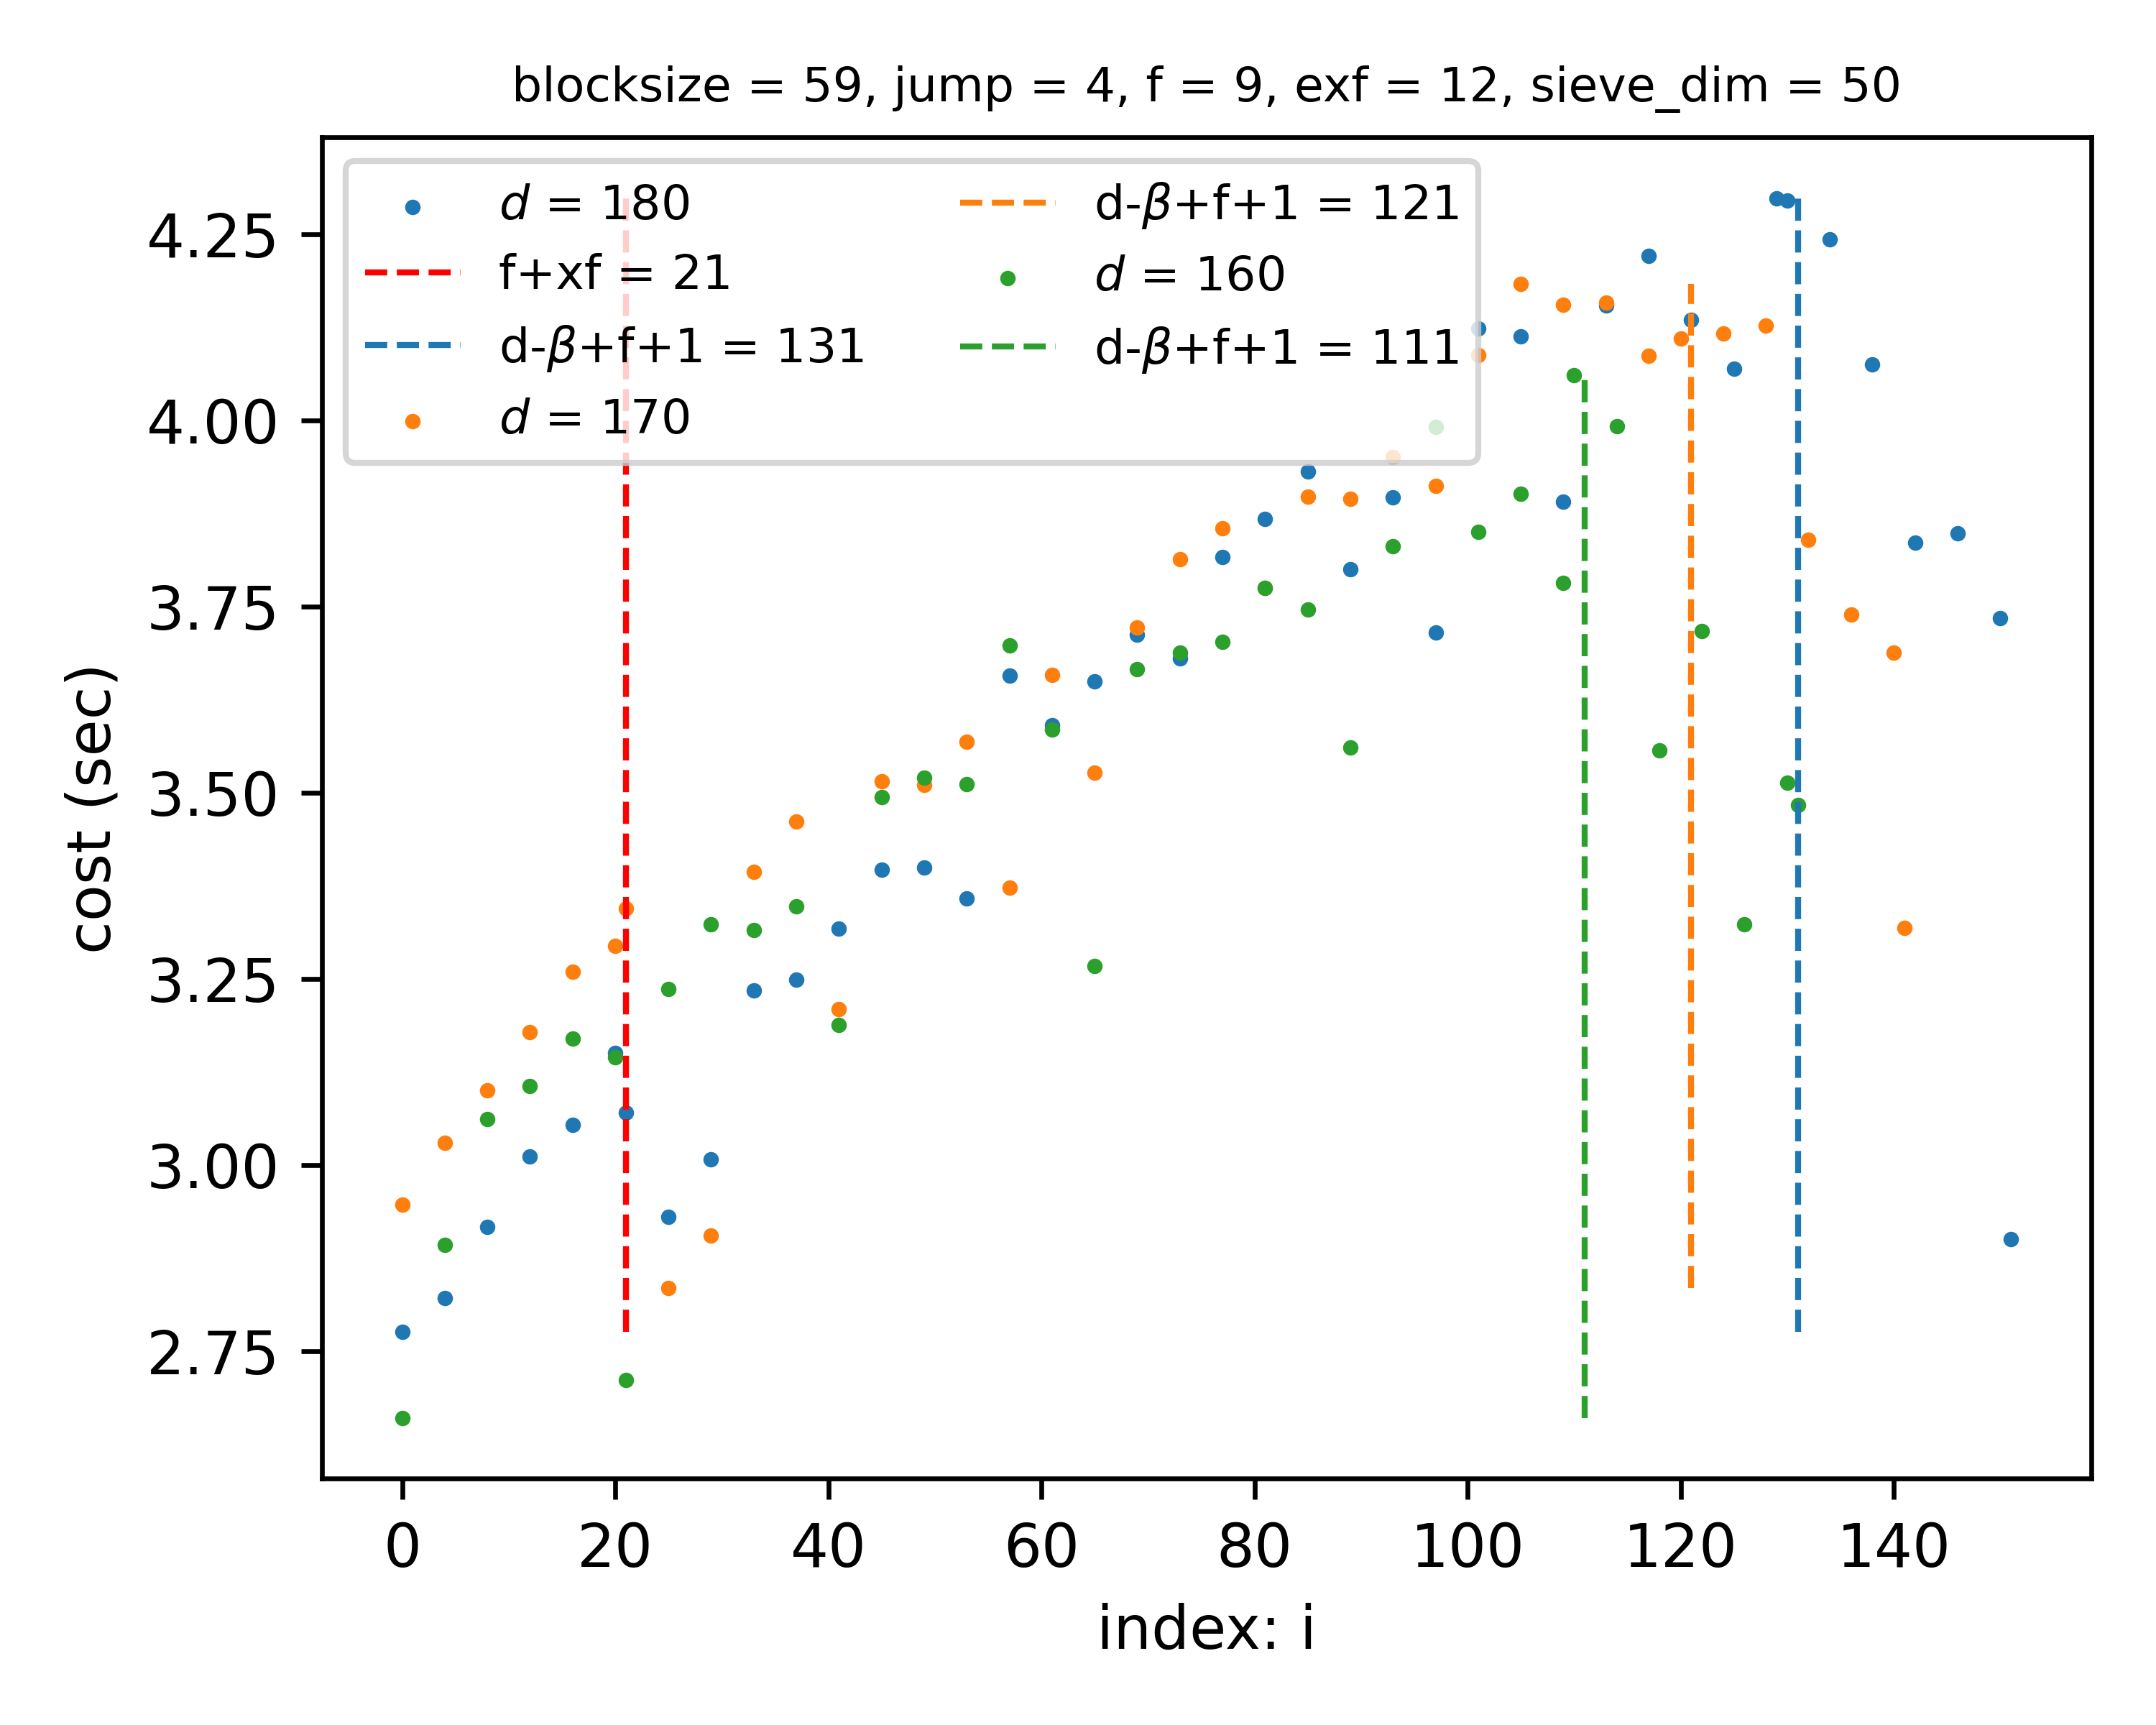 blocksize = 59, jump = 4, f = 9, exf = 12, sieve_dim = 50
d = 180
f+xf = 21
d-β+f+1 = 131
d = 170
d-β+f+1 = 121
d = 160
d-β+f+1 = 111
cost (sec)
4.25
4.00
3.75
3.50
3.25
3.00
2.75
0 20 40 60 80 100 120 140
index: i